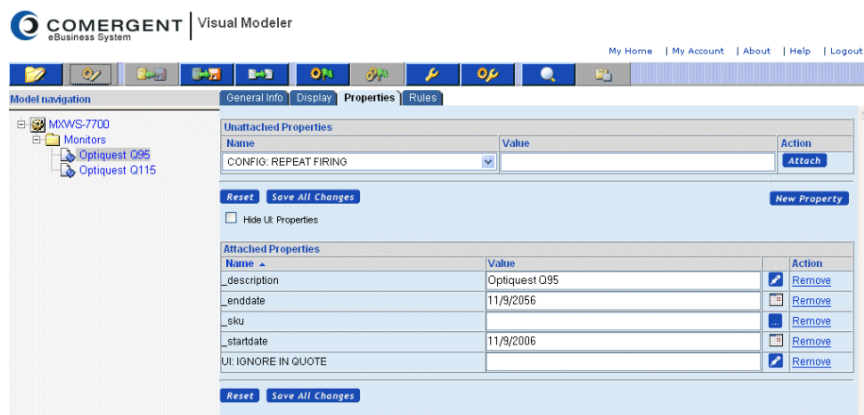 COMERGENT Visual Modeler
eBusiness System
My Home | My Account | About | Help | Logout
Model navigation
General Info Display Properties Rules
MXWS-7700
Monitors
Optiquest Q95
Optiquest Q115
Unattached Properties
Name Value Action
CONFIG: REPEAT FIRING Attach
Reset Save All Changes New Property
Hide UI: Properties
Attached Properties
Name Value Action
_description Optiquest Q95 Remove
_enddate 11/9/2056 Remove
_sku ... Remove
_startdate 11/9/2006 Remove
UI: IGNORE IN QUOTE Remove
Reset Save All Changes